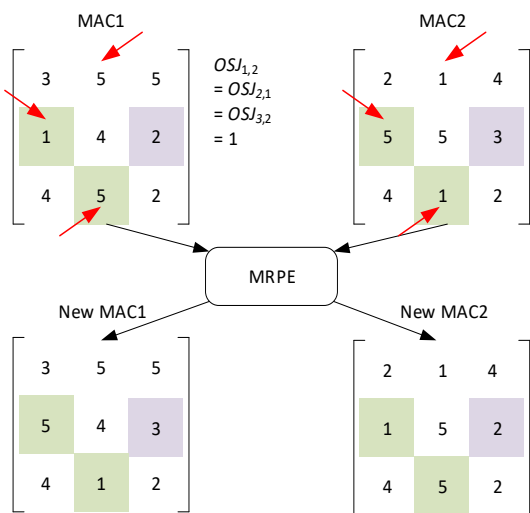 MAC1 MAC2
3 5 5
1 4 2
4 5 2
OSJ1,2
= OSJ2,1
= OSJ3,2
= 1
2 1 4
5 5 3
4 1 2
MRPE
New MAC1 New MAC2
3 5 5
5 4 3
4 1 2
2 1 4
1 5 2
4 5 2